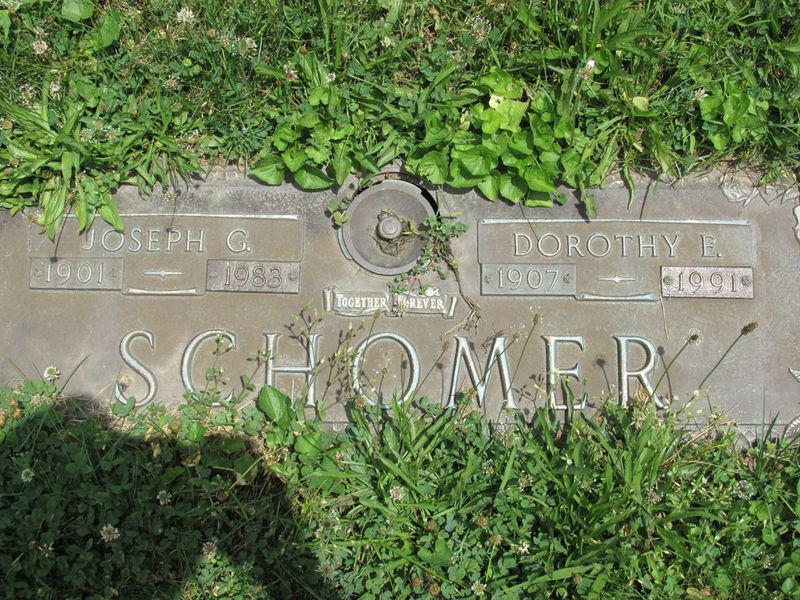 JOSEPH G.
1901 1983
DOROTHY E.
1907 1991
TOGETHER FOREVER
SCHOMER